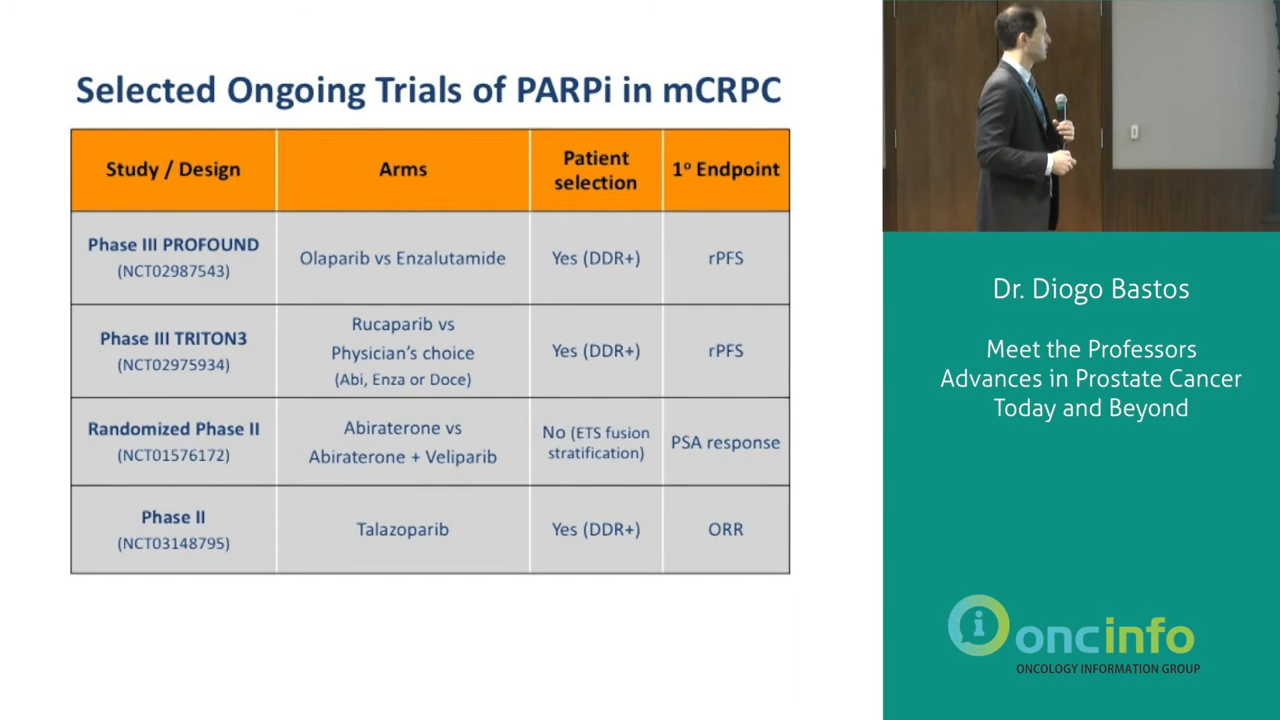 Selected Ongoing Trials of PARPi in mCRPC
Study / Design
Arms
Patient
selection
1º Endpoint
Phase III PROFOUND
(NCT02987543)
Olaparib vs Enzalutamide
Yes (DDR+)
rPFS
Phase III TRITON3
(NCT02975934)
Rucaparib vs
Physician’s choice
(Abi, Enza or Doce)
Yes (DDR+)
rPFS
Randomized Phase II
(NCT01576172)
Abiraterone vs
Abiraterone + Veliparib
No (ETS fusion
stratification)
PSA response
Phase II
(NCT03148795)
Talazoparib
Yes (DDR+)
ORR
Dr. Diogo Bastos
Meet the Professors
Advances in Prostate Cancer
Today and Beyond
i oncinfo
ONCOLOGY INFORMATION GROUP